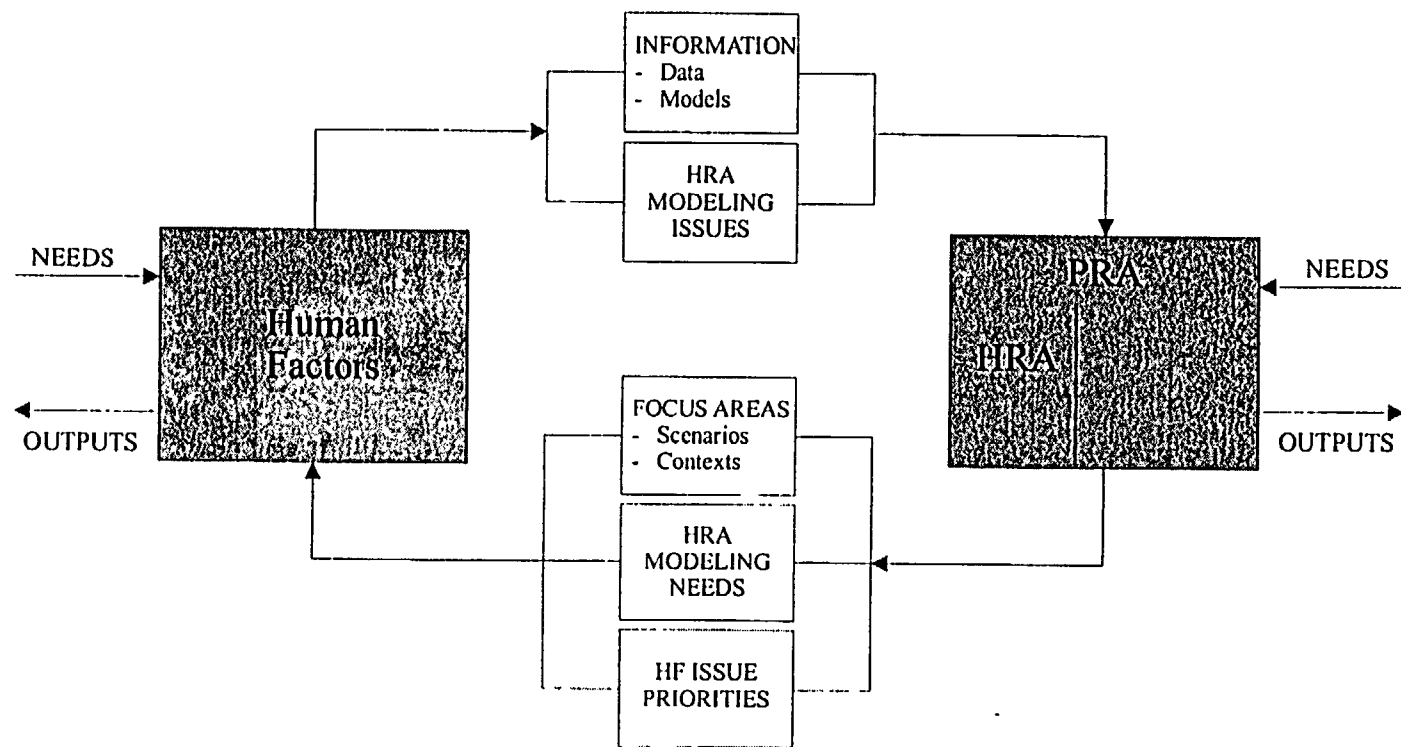 INFORMATION
- Data
- Models
HRA
MODELING
ISSUES
NEEDS
OUTPUTS
Human
Factors
PRA
HRA
NEEDS
OUTPUTS
FOCUS AREAS
- Scenarios
- Contexts
HRA
MODELING
NEEDS
HF ISSUE
PRIORITIES